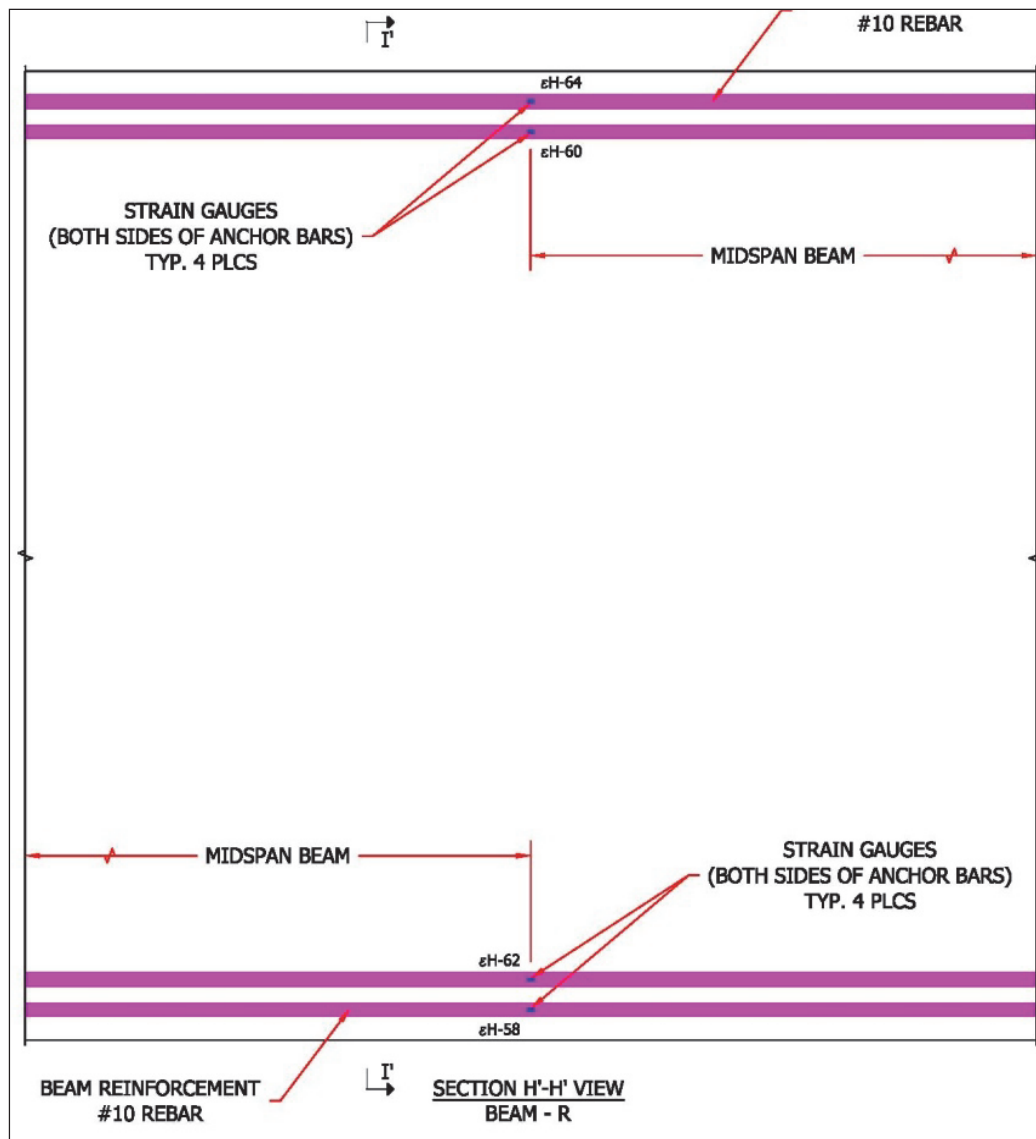 I'
#10 REBAR
εH-64
εH-60
STRAIN GAUGES
(BOTH SIDES OF ANCHOR BARS)
TYP. 4 PLCS
MIDSPAN BEAM
MIDSPAN BEAM
STRAIN GAUGES
(BOTH SIDES OF ANCHOR BARS)
TYP. 4 PLCS
εH-62
εH-58
BEAM REINFORCEMENT
#10 REBAR
I'
SECTION H'-H' VIEW
BEAM - R